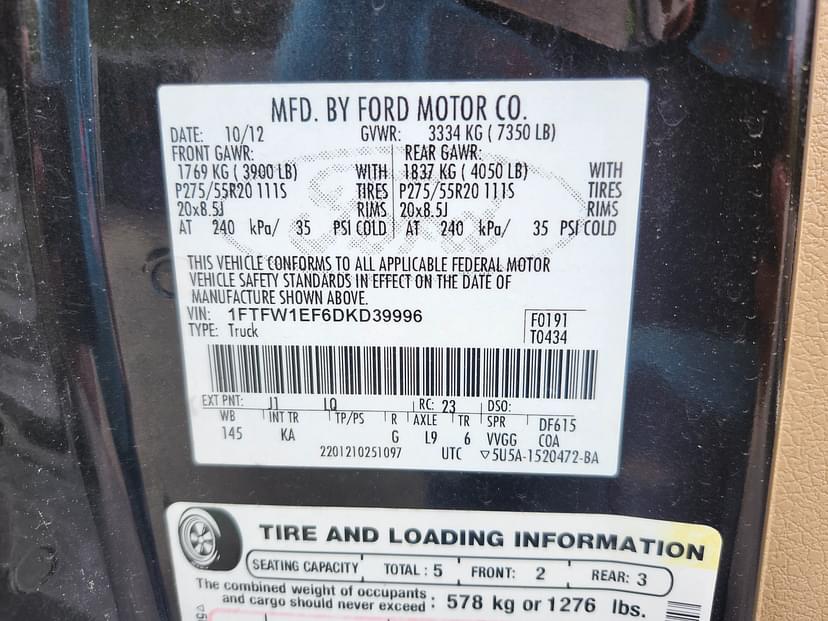 MFD. BY FORD MOTOR CO.
DATE: 10/12 GVWR: 3334 KG ( 7350 LB)
FRONT GAWR: REAR GAWR:
1769 KG ( 3900 LB) WITH 1837 KG ( 4050 LB) WITH
P275/55R20 111S TIRES P275/55R20 111S TIRES
20x8.5J RIMS 20x8.5J RIMS
AT 240 kPa/ 35 PSI COLD AT 240 kPa/ 35 PSI COLD
THIS VEHICLE CONFORMS TO ALL APPLICABLE FEDERAL MOTOR
VEHICLE SAFETY STANDARDS IN EFFECT ON THE DATE OF
MANUFACTURE SHOWN ABOVE.
VIN: 1FTFW1EF6DKD39996 F0191
TYPE: Truck T0434
EXT PNT: J1 LQ RC: 23 DSO:
WB INT TR TP/PS R AXLE TR SPR DF615
145 KA G L9 6 VVGG COA
2201210251097 UTC ▽5U5A-1520472-BA
TIRE AND LOADING INFORMATION
SEATING CAPACITY TOTAL : 5 FRONT: 2 REAR: 3
The combined weight of occupants
and cargo should never exceed : 578 kg or 1276 lbs.